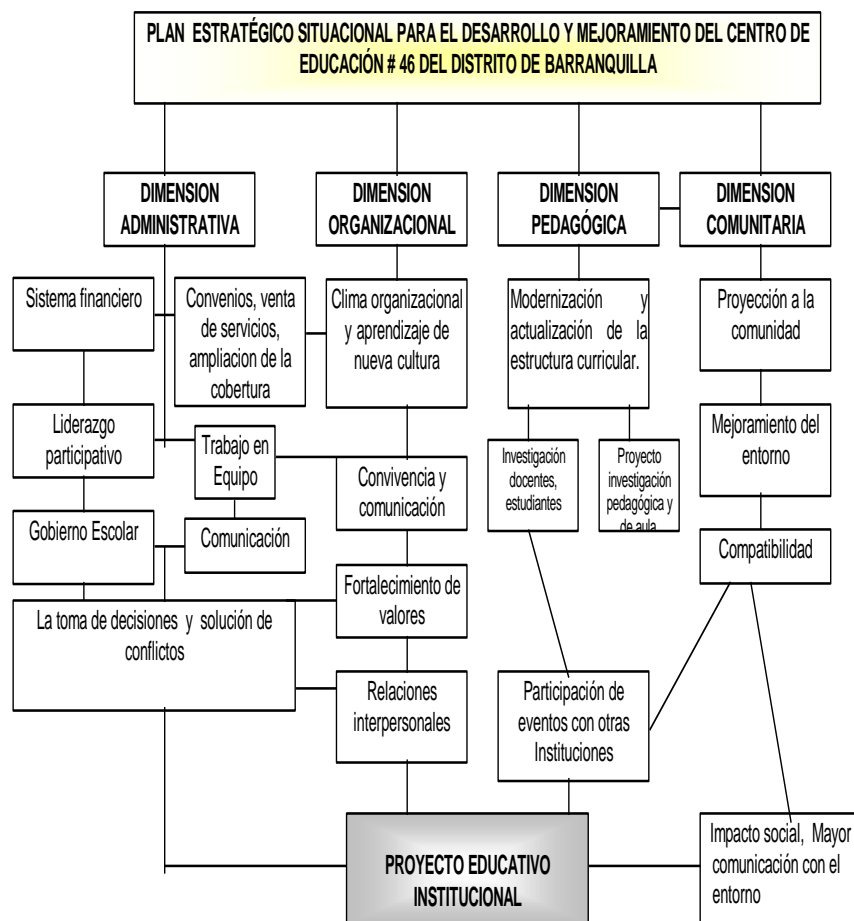 PLAN ESTRATÉGICO SITUACIONAL PARA EL DESARROLLO Y MEJORAMIENTO DEL CENTRO DE
EDUCACIÓN # 46 DEL DISTRITO DE BARRANQUILLA
DIMENSION
ADMINISTRATIVA
DIMENSION
ORGANIZACIONAL
DIMENSION
PEDAGÓGICA
DIMENSION
COMUNITARIA
Sistema financiero
Convenios, venta
de servicios,
ampliacion de la
cobertura
Clima organizacional
y aprendizaje de
nueva cultura
Modernización y
actualización de la
estructura curricular.
Proyección a la
comunidad
Liderazgo
participativo
Trabajo en
Equipo
Convivencia y
comunicación
Investigación
docentes,
estudiantes
Proyecto
investigación
pedagógica y
de aula
Mejoramiento del
entorno
Gobierno Escolar
Comunicación
Compatibilidad
La toma de decisiones y solución de
conflictos
Fortalecimiento de
valores
Relaciones
interpersonales
Participación de
eventos con otras
Instituciones
PROYECTO EDUCATIVO
INSTITUCIONAL
Impacto social, Mayor
comunicación con el
entorno